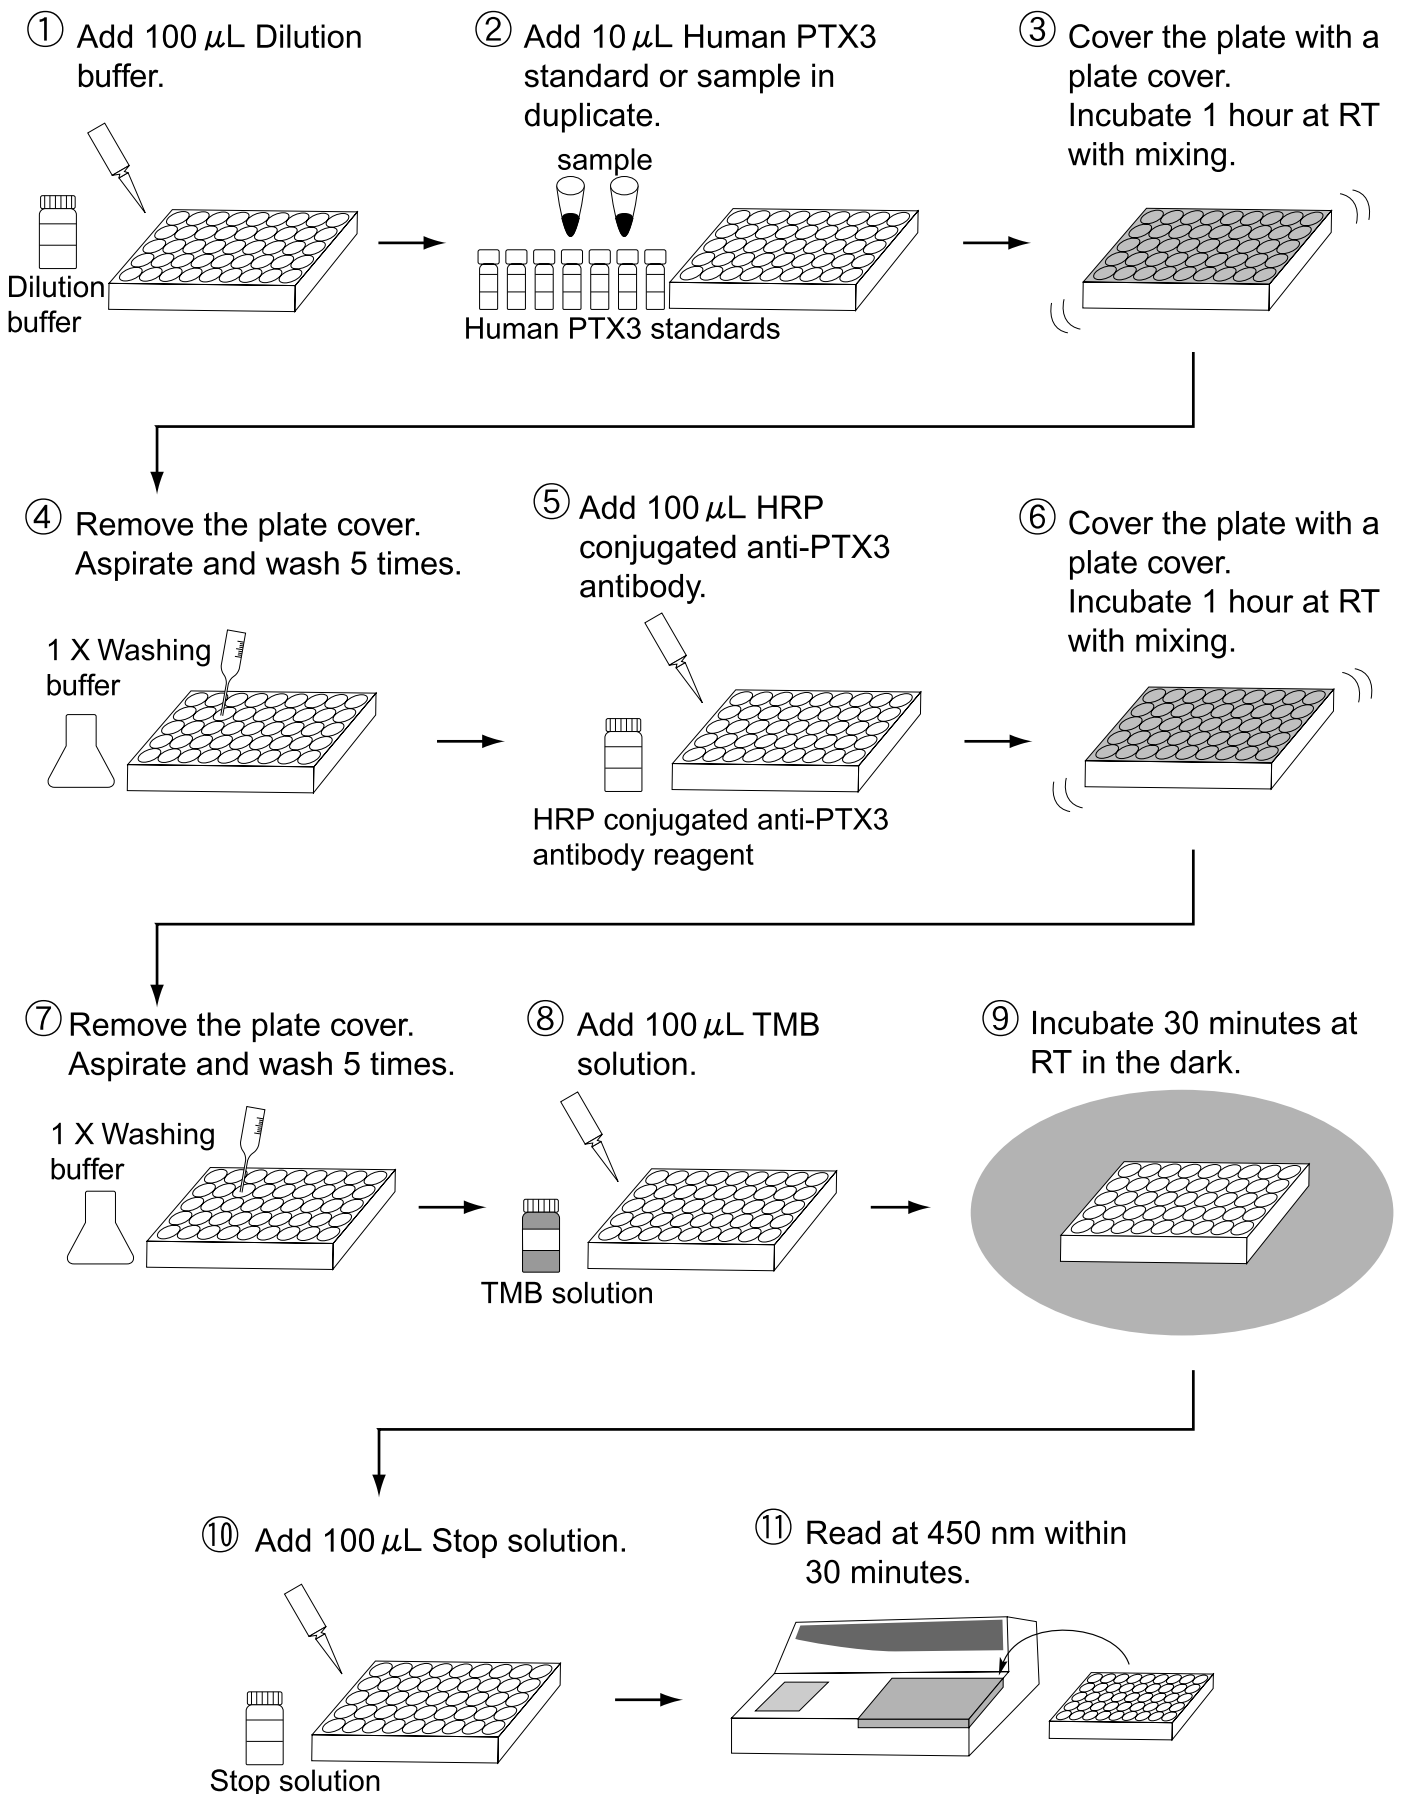 ① Add 100 μL Dilution
buffer.
Dilution
buffer
② Add 10 μL Human PTX3
standard or sample in
duplicate.
sample
Human PTX3 standards
③ Cover the plate with a
plate cover.
Incubate 1 hour at RT
with mixing.
④ Remove the plate cover.
Aspirate and wash 5 times.
1 X Washing
buffer
⑤ Add 100 μL HRP
conjugated anti-PTX3
antibody.
HRP conjugated anti-PTX3
antibody reagent
⑥ Cover the plate with a
plate cover.
Incubate 1 hour at RT
with mixing.
⑦ Remove the plate cover.
Aspirate and wash 5 times.
1 X Washing
buffer
⑧ Add 100 μL TMB
solution.
TMB solution
⑨ Incubate 30 minutes at
RT in the dark.
⑩ Add 100 μL Stop solution.
Stop solution
⑪ Read at 450 nm within
30 minutes.